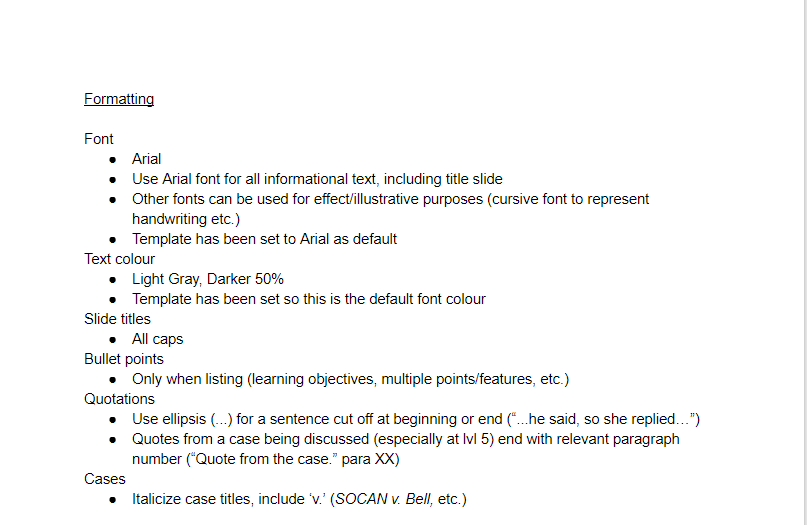 Formatting
Font
● Arial
● Use Arial font for all informational text, including title slide
● Other fonts can be used for effect/illustrative purposes (cursive font to represent
handwriting etc.)
● Template has been set to Arial as default
Text colour
● Light Gray, Darker 50%
● Template has been set so this is the default font colour
Slide titles
● All caps
Bullet points
● Only when listing (learning objectives, multiple points/features, etc.)
Quotations
● Use ellipsis (...) for a sentence cut off at beginning or end (“...he said, so she replied…”)
● Quotes from a case being discussed (especially at lvl 5) end with relevant paragraph
number (“Quote from the case.” para XX)
Cases
● Italicize case titles, include ‘v.’ (SOCAN v. Bell, etc.)